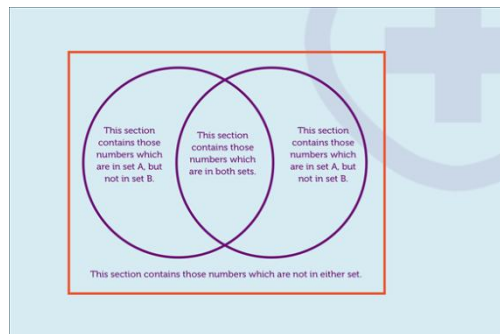 This section
contains those
numbers which
are in set A, but
not in set B.
This section
contains those
numbers which
are in both sets.
This section
contains those
numbers which
are in set A, but
not in set B.
This section contains those numbers which are not in either set.